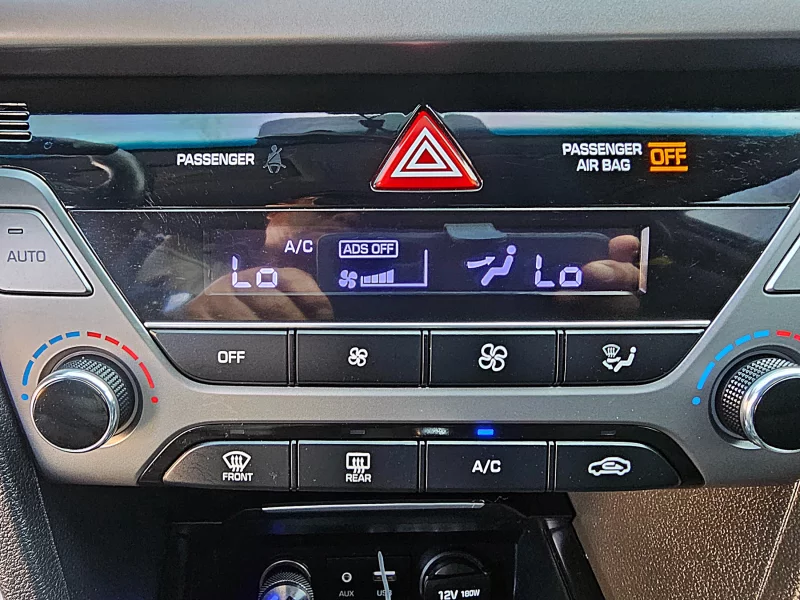 PASSENGER
PASSENGER
AIR BAG
OFF
AUTO
A/C
ADS OFF
Lo
Lo
OFF
FRONT
REAR
A/C
AUX
USB
12V 180W